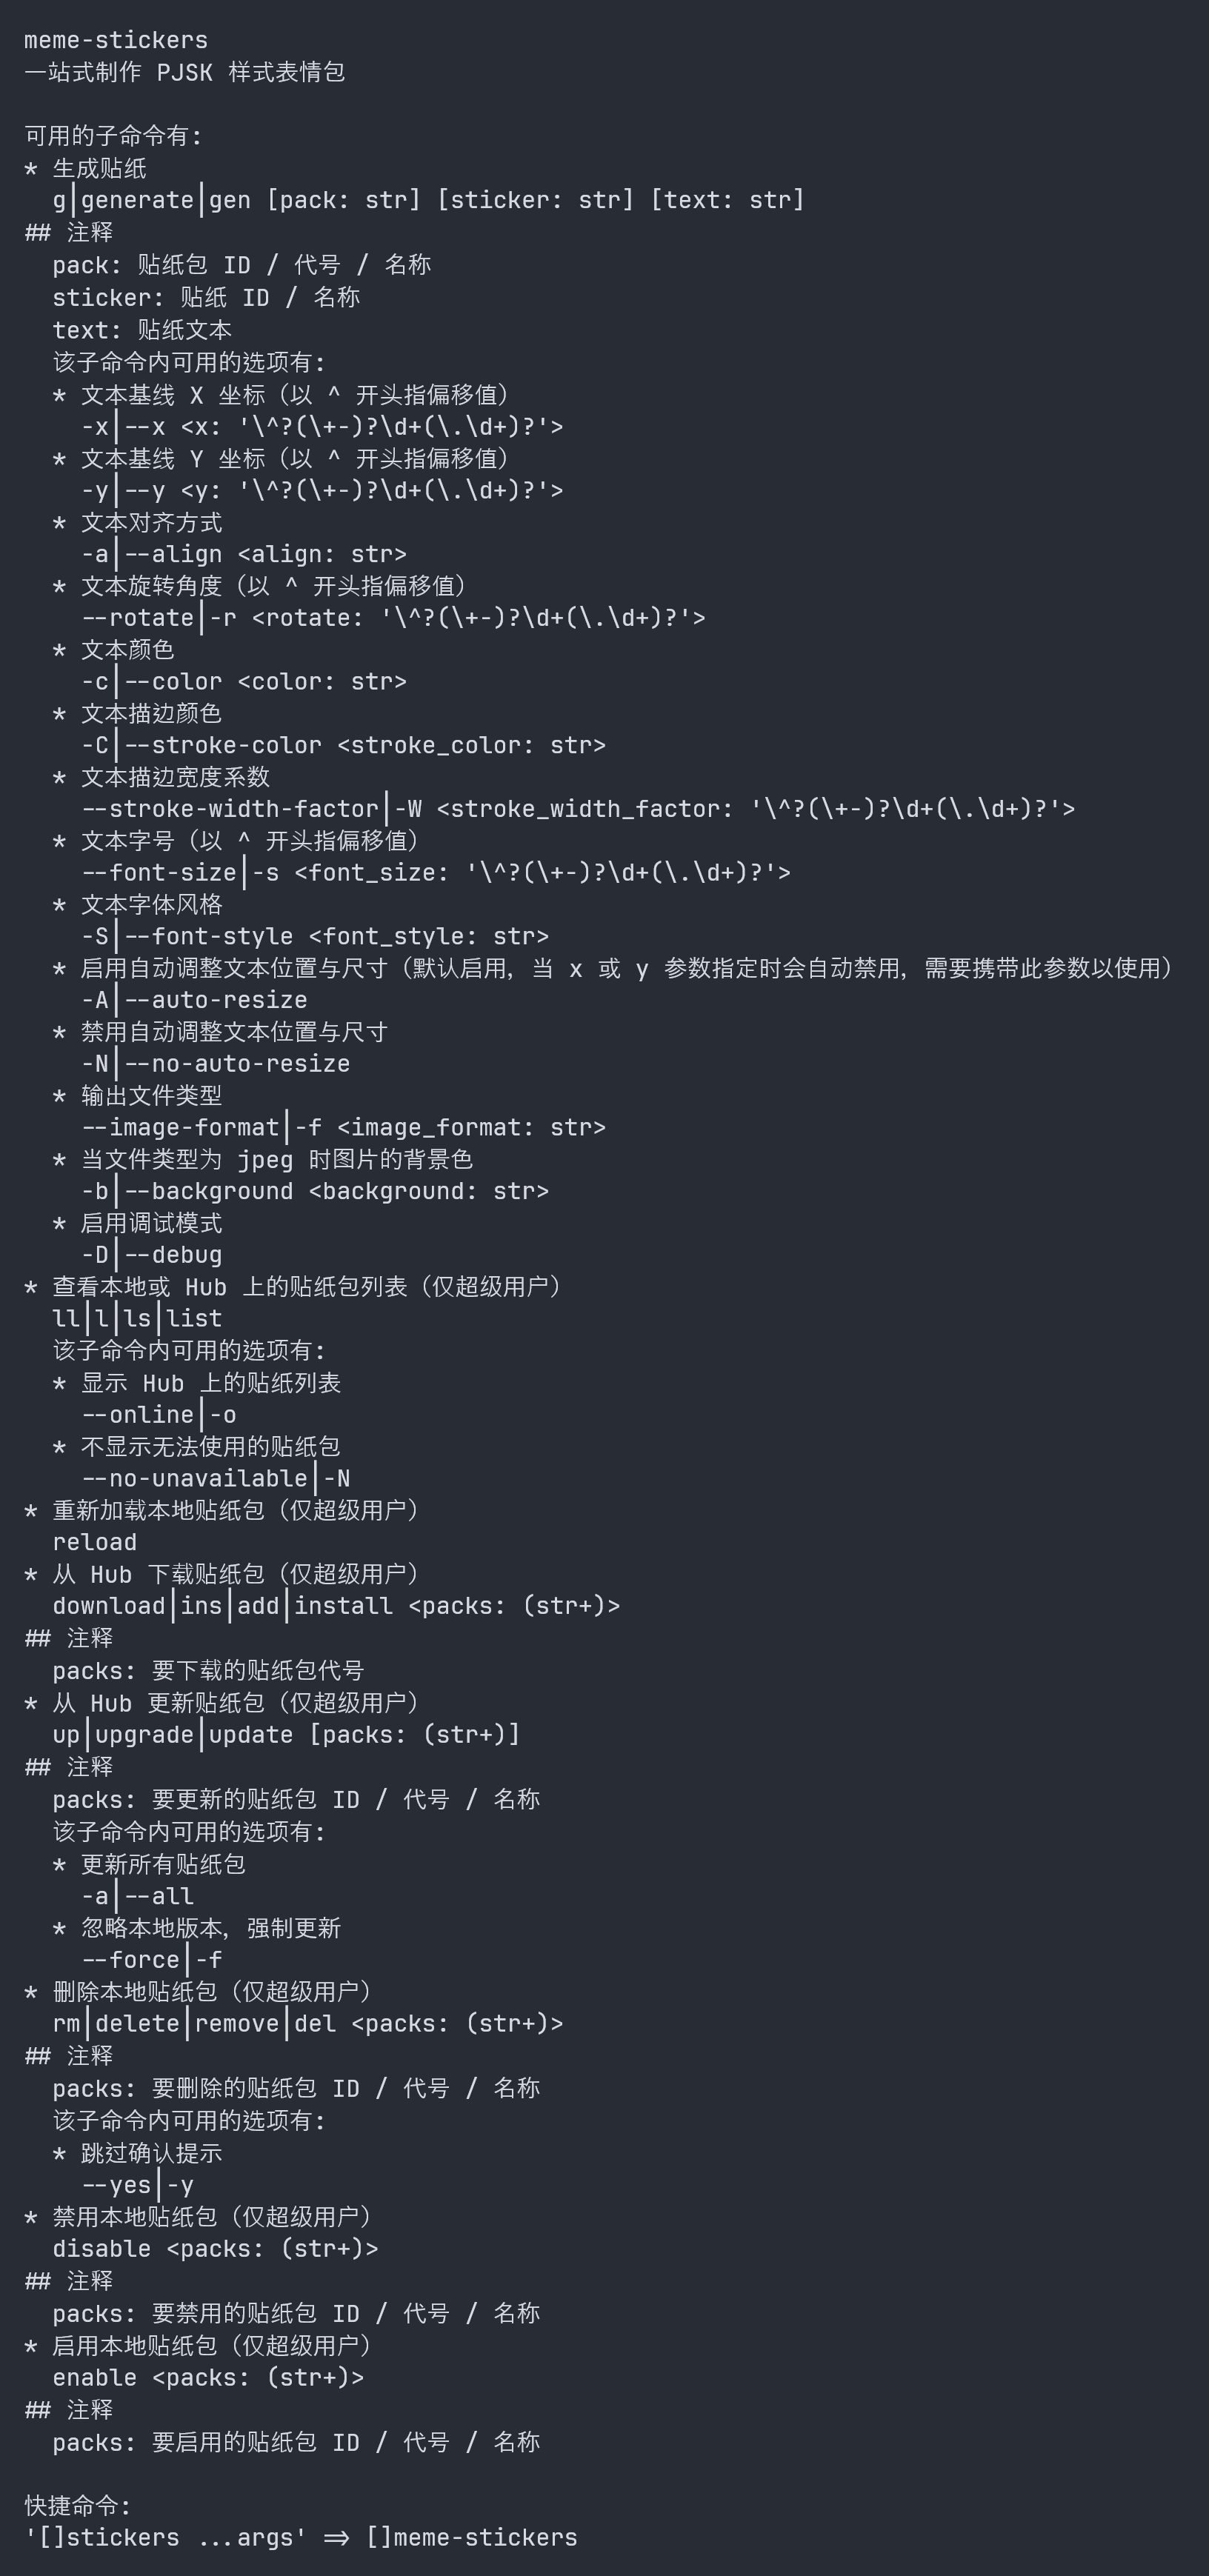 meme-stickers
一站式制作 PJSK 样式表情包

可用的子命令有:
* 生成贴纸
  g|generate|gen [pack: str] [sticker: str] [text: str]
## 注释
  pack: 贴纸包 ID / 代号 / 名称
  sticker: 贴纸 ID / 名称
  text: 贴纸文本
  该子命令内可用的选项有:
  * 文本基线 X 坐标（以 ^ 开头指偏移值）
    -x|--x <x: '\^?(\+-)?\d+(\.\d+)?'>
  * 文本基线 Y 坐标（以 ^ 开头指偏移值）
    -y|--y <y: '\^?(\+-)?\d+(\.\d+)?'>
  * 文本对齐方式
    -a|--align <align: str>
  * 文本旋转角度（以 ^ 开头指偏移值）
    --rotate|-r <rotate: '\^?(\+-)?\d+(\.\d+)?'>
  * 文本颜色
    -c|--color <color: str>
  * 文本描边颜色
    -C|--stroke-color <stroke_color: str>
  * 文本描边宽度系数
    --stroke-width-factor|-W <stroke_width_factor: '\^?(\+-)?\d+(\.\d+)?'>
  * 文本字号（以 ^ 开头指偏移值）
    --font-size|-s <font_size: '\^?(\+-)?\d+(\.\d+)?'>
  * 文本字体风格
    -S|--font-style <font_style: str>
  * 启用自动调整文本位置与尺寸（默认启用，当 x 或 y 参数指定时会自动禁用，需要携带此参数以使用）
    -A|--auto-resize
  * 禁用自动调整文本位置与尺寸
    -N|--no-auto-resize
  * 输出文件类型
    --image-format|-f <image_format: str>
  * 当文件类型为 jpeg 时图片的背景色
    -b|--background <background: str>
  * 启用调试模式
    -D|--debug
* 查看本地或 Hub 上的贴纸包列表（仅超级用户）
  ll|l|ls|list
  该子命令内可用的选项有:
  * 显示 Hub 上的贴纸列表
    --online|-o
  * 不显示无法使用的贴纸包
    --no-unavailable|-N
* 重新加载本地贴纸包（仅超级用户）
  reload
* 从 Hub 下载贴纸包（仅超级用户）
  download|ins|add|install <packs: (str+)>
## 注释
  packs: 要下载的贴纸包代号
* 从 Hub 更新贴纸包（仅超级用户）
  up|upgrade|update [packs: (str+)]
## 注释
  packs: 要更新的贴纸包 ID / 代号 / 名称
  该子命令内可用的选项有:
  * 更新所有贴纸包
    -a|--all
  * 忽略本地版本，强制更新
    --force|-f
* 删除本地贴纸包（仅超级用户）
  rm|delete|remove|del <packs: (str+)>
## 注释
  packs: 要删除的贴纸包 ID / 代号 / 名称
  该子命令内可用的选项有:
  * 跳过确认提示
    --yes|-y
* 禁用本地贴纸包（仅超级用户）
  disable <packs: (str+)>
## 注释
  packs: 要禁用的贴纸包 ID / 代号 / 名称
* 启用本地贴纸包（仅超级用户）
  enable <packs: (str+)>
## 注释
  packs: 要启用的贴纸包 ID / 代号 / 名称

快捷命令:
'[]stickers ...args' => []meme-stickers